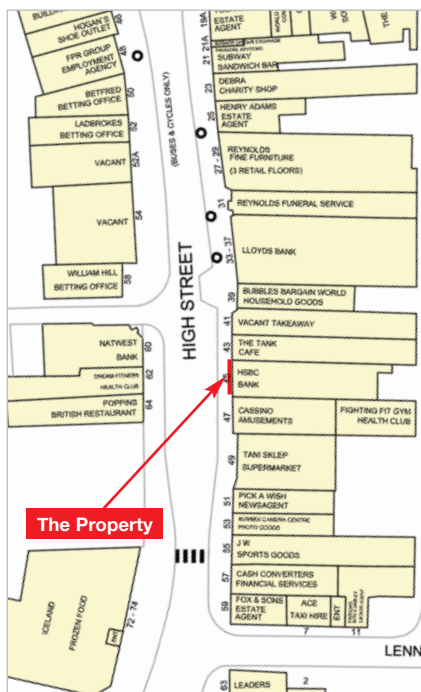 BUILDI
46
HOGAN'S
SHOE OUTLET
48
FPR GROUP
EMPLOYMENT
AGENCY
50
BETFRED
BETTING OFFICE
52
LADBROKES
BETTING OFFICE
52A
VACANT
54
VACANT
58
WILLIAM HILL
BETTING OFFICE
60
NATWEST
BANK
62
DREAM FITNESS
HEALTH CLUB
64
POPPINS
BRITISH RESTAURANT
The Property
ICELAND
FROZEN FOOD
ENT
72 - 74
(BUSES & CYCLES ONLY)
HIGH STREET
19A
ESTATE
AGENT
21A
21
SUBWAY
SANDWICH BAR
23
DEBRA
CHARITY SHOP
25
HENRY ADAMS
ESTATE
AGENT
27 - 29
REYNOLDS
FINE FURNITURE
(3 RETAIL FLOORS)
31
REYNOLDS FUNERAL SERVICE
33 - 37
LLOYDS BANK
39
BUBBLES BARGAIN WORLD
HOUSEHOLD GOODS
41
VACANT TAKEAWAY
43
THE TANK
CAFE
HSBC
BANK
47
CASSINO
AMUSEMENTS
FIGHTING FIT GYM
HEALTH CLUB
49
TANI SKLEP
SUPERMARKET
51
PICK A WISH
NEWSAGENT
53
SUSSEX CAMERA CENTRE
PHOTO GOODS
55
J W
SPORTS GOODS
57
CASH CONVERTERS
FINANCIAL SERVICES
59
FOX & SONS
ESTATE
AGENT
ACE
TAXI HIRE
ENT
7
11
LENN
63
LEADERS
2